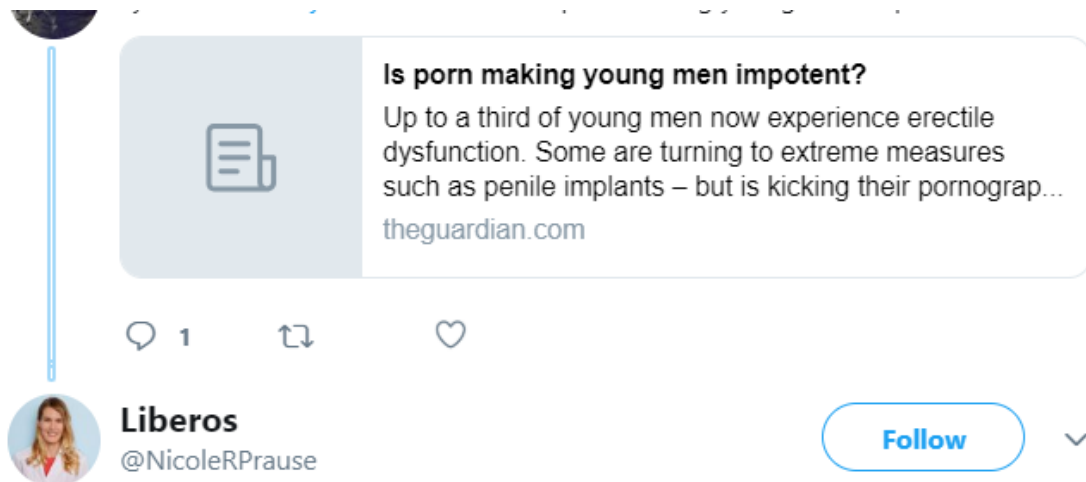 Is porn making young men impotent?
Up to a third of young men now experience erectile
dysfunction. Some are turning to extreme measures
such as penile implants – but is kicking their pornograp...
theguardian.com
1
Liberos
Follow
@NicoleRPrause